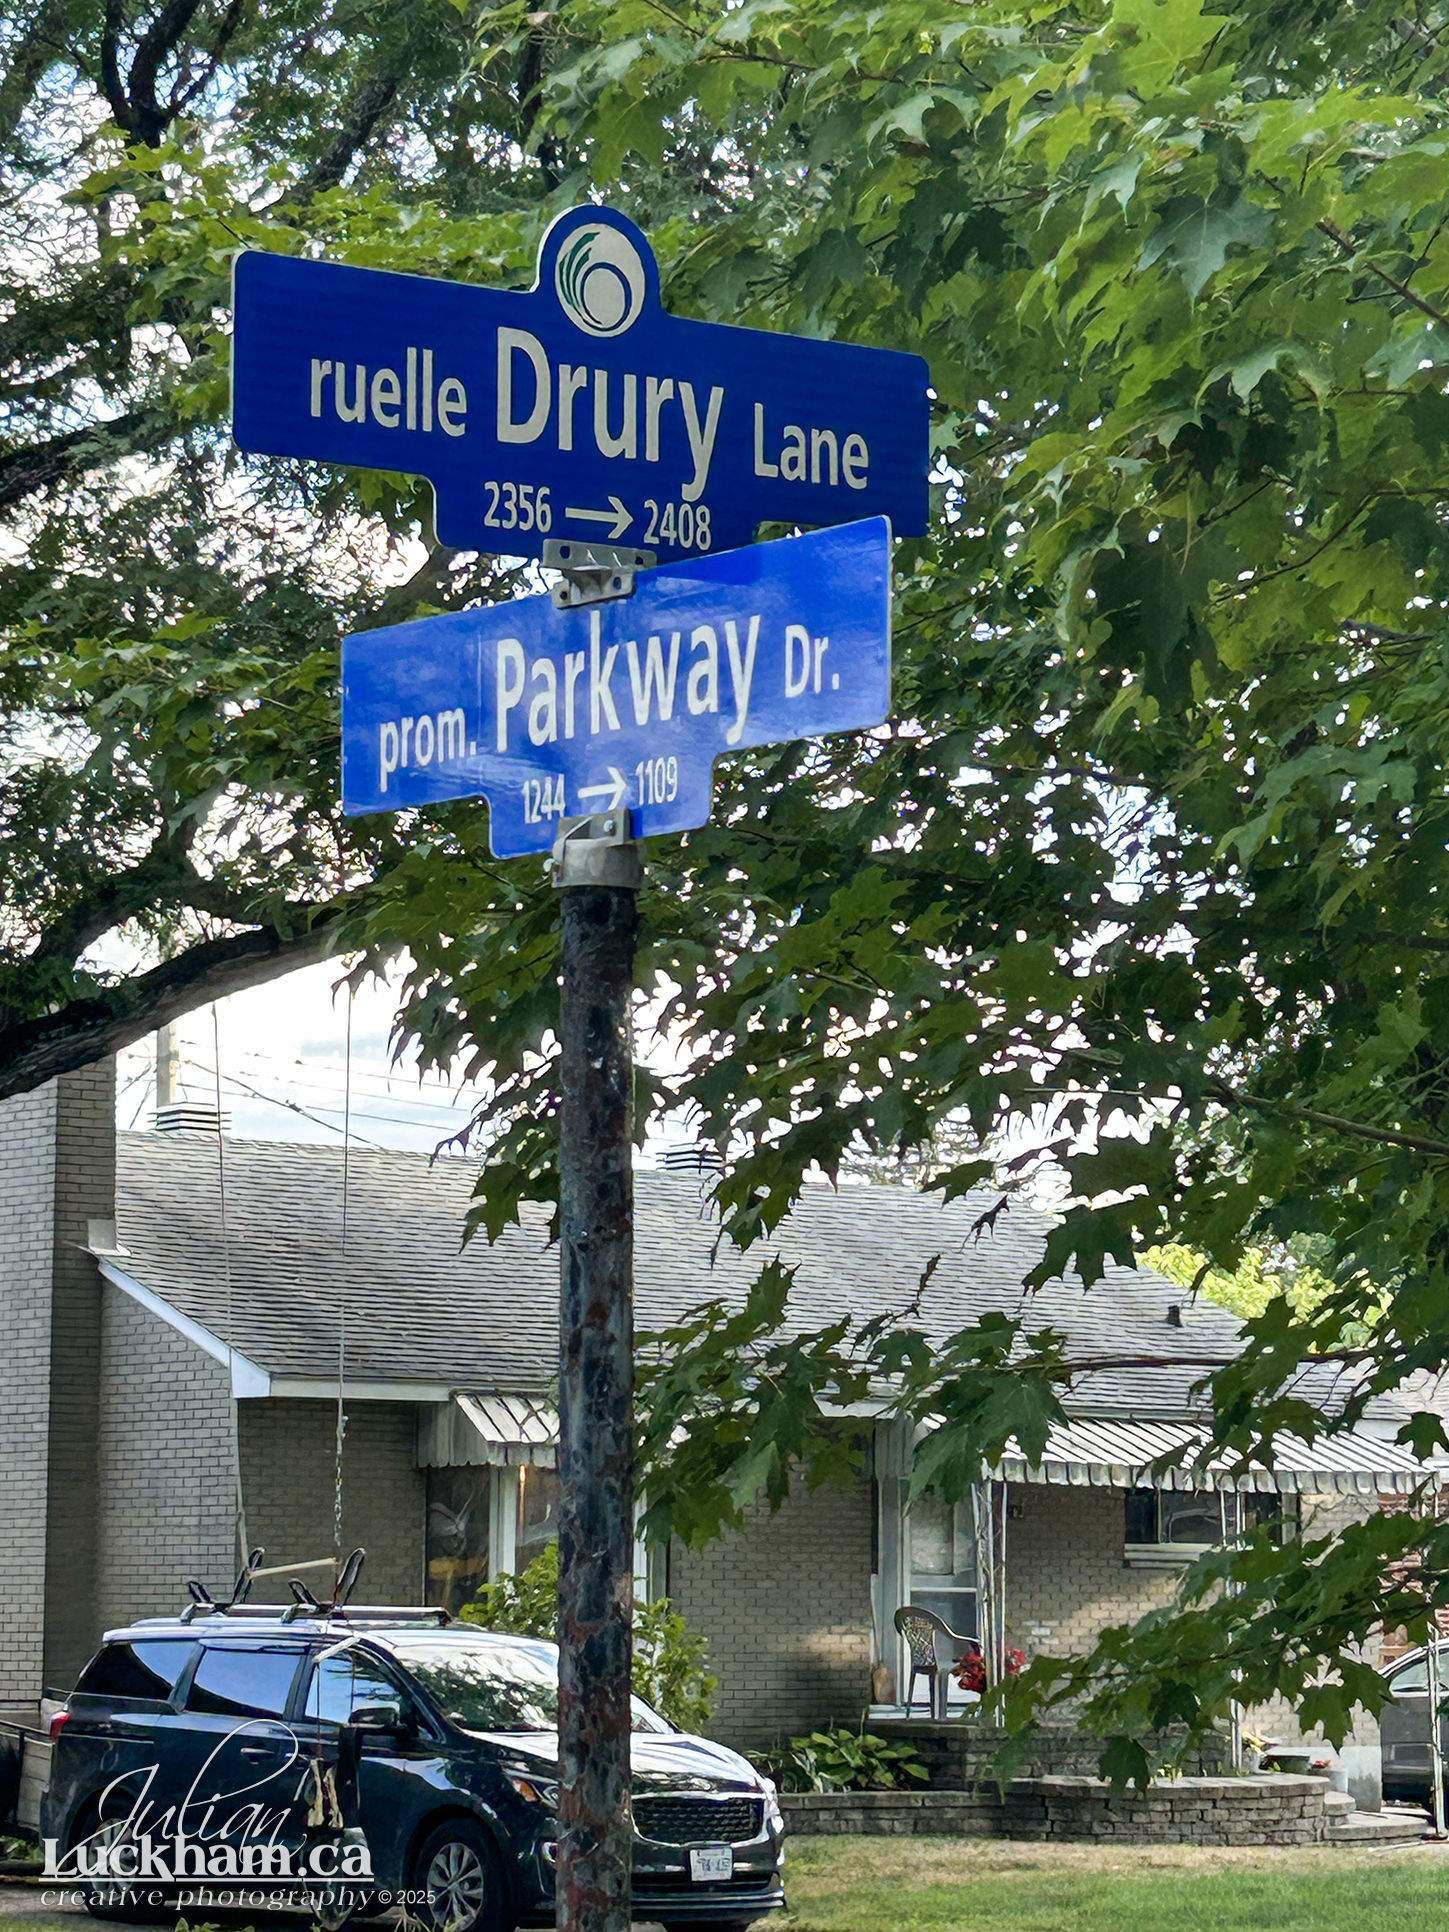 ruelle Drury Lane
2356 → 2408
prom. Parkway Dr.
1244 → 1109
Julian
Luckham.ca
creative photography © 2025